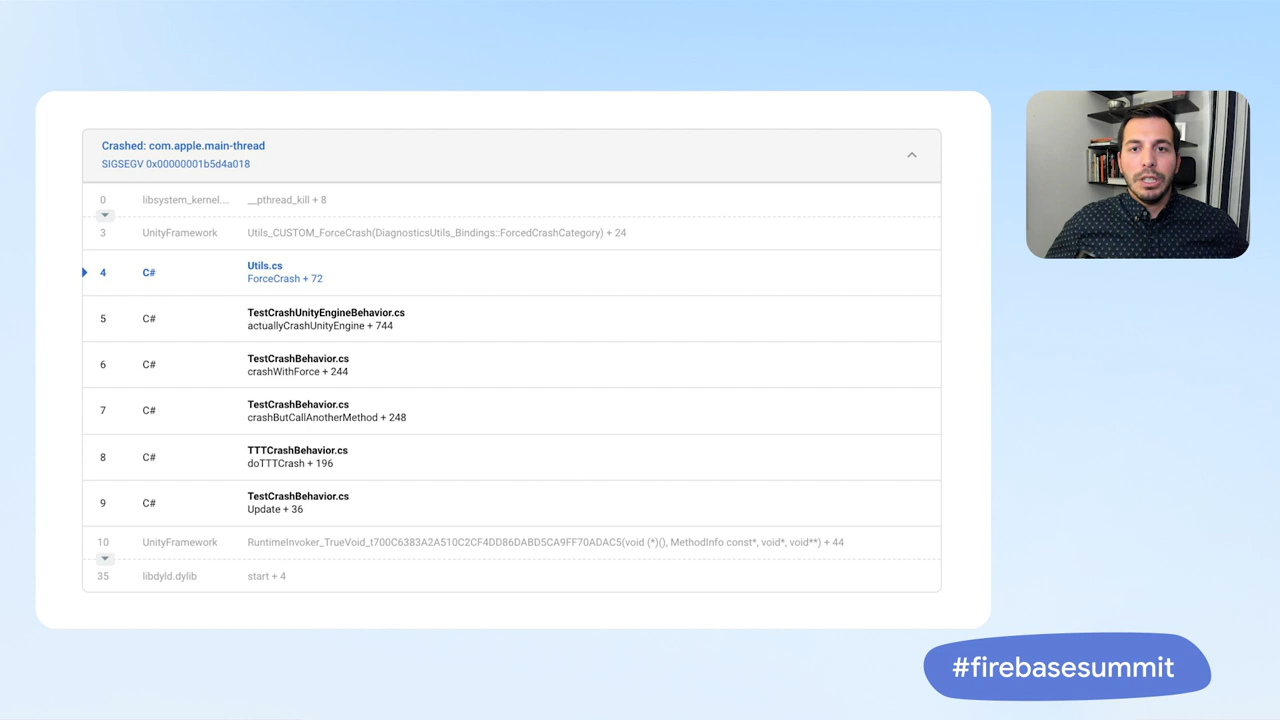 Crashed: com.apple.main-thread
SIGSEGV 0x00000001b5d4a018
0 libsystem_kernel.... __pthread_kill + 8
3 UnityFramework Utils_CUSTOM_ForceCrash(DiagnosticsUtils_Bindings::ForcedCrashCategory) + 24
4 C# Utils.cs
ForceCrash + 72
5 C# TestCrashUnityEngineBehavior.cs
actuallyCrashUnityEngine + 744
6 C# TestCrashBehavior.cs
crashWithForce + 244
7 C# TestCrashBehavior.cs
crashButCallAnotherMethod + 248
8 C# TTTCrashBehavior.cs
doTTTCrash + 196
9 C# TestCrashBehavior.cs
Update + 36
10 UnityFramework RuntimeInvoker_TrueVoid_t700C6383A2A510C2CF4DD86DABD5CA9FF70ADAC5(void (*)(), MethodInfo const*, void*, void**) + 44
35 libdyld.dylib start + 4
#firebasesummit